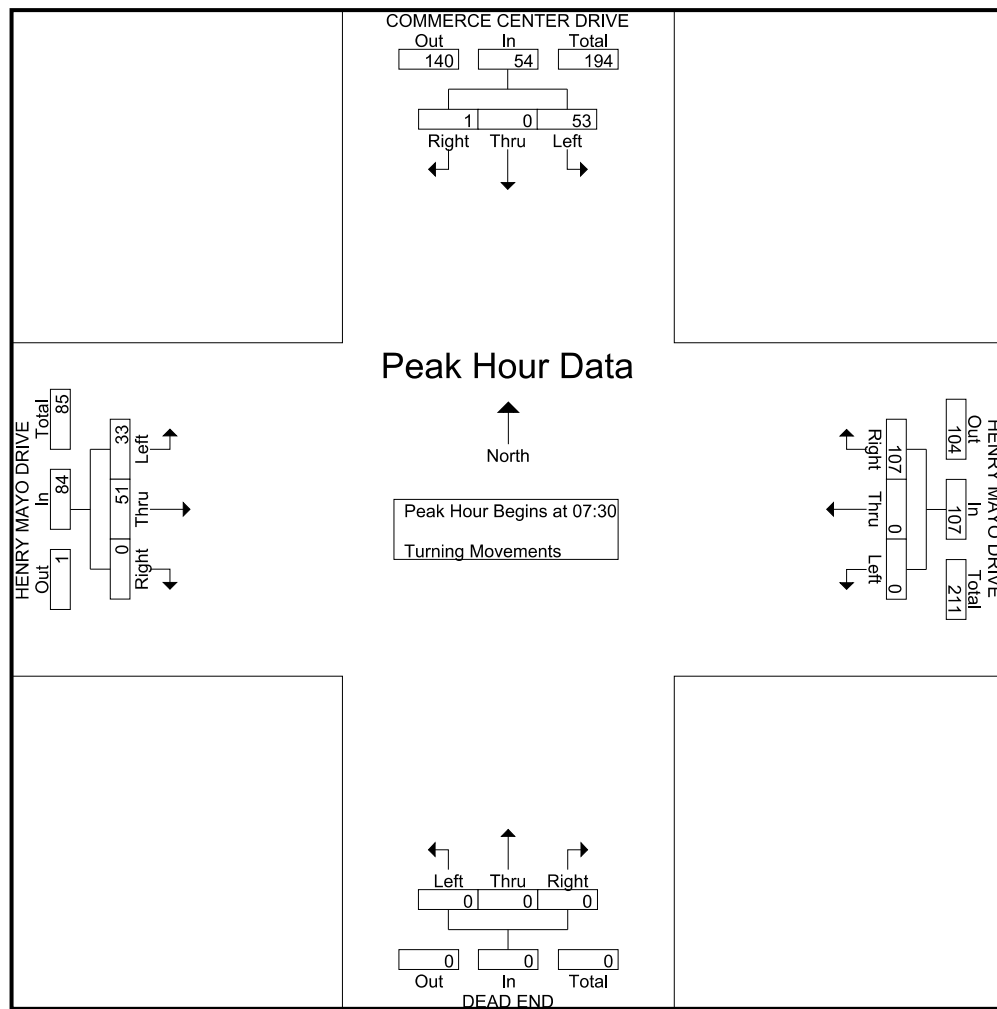 COMMERCE CENTER DRIVE
Out In Total
140 54 194
1 0 53
Right Thru Left
Peak Hour Data
North
Peak Hour Begins at 07:30
Turning Movements
HENRY MAYO DRIVE
Total In Out
85 84 1
33 51 0
Left Thru Right
HENRY MAYO DRIVE
Out In Total
104 107 211
107 0 0
Right Thru Left
Left Thru Right
0 0 0
0 0 0
Out In Total
DEAD END